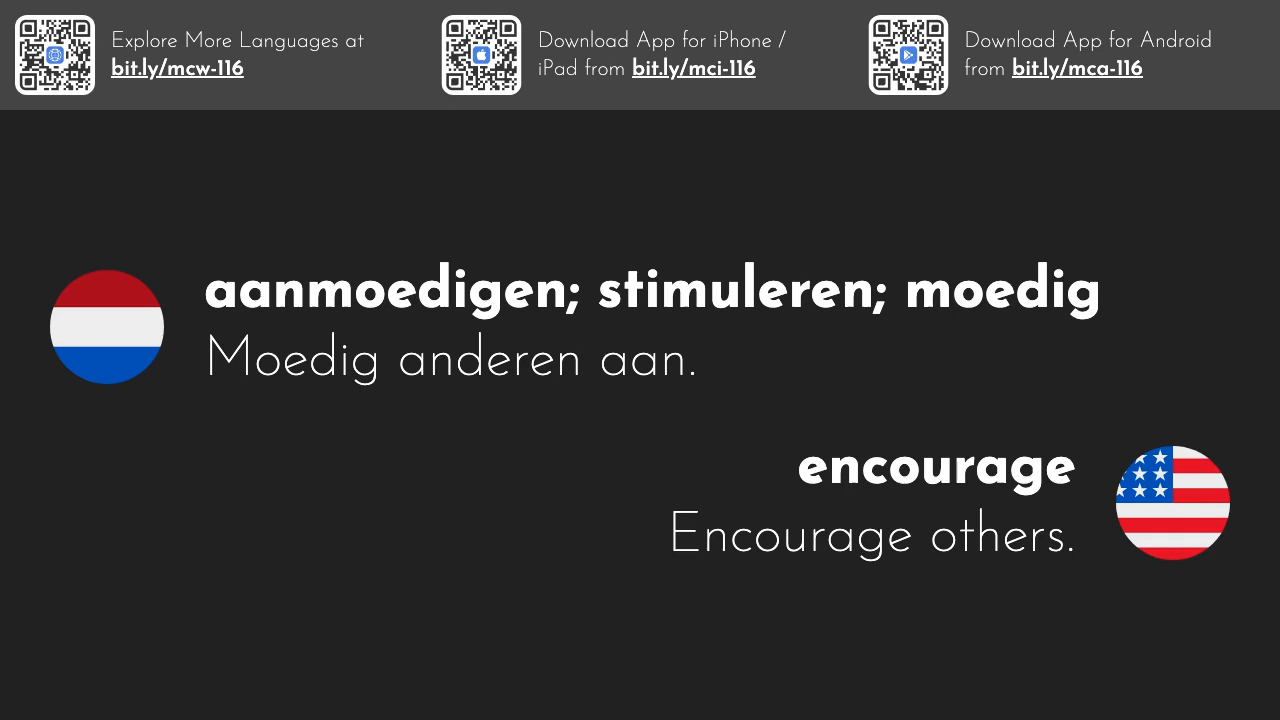 Explore More Languages at
bit.ly/mcw-116
Download App for iPhone /
iPad from bit.ly/mci-116
Download App for Android
from bit.ly/mca-116
aanmoedigen; stimuleren; moedig
Moedig anderen aan.
encourage
Encourage others.